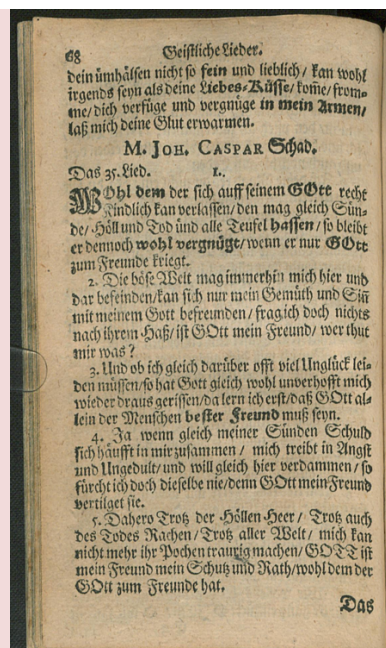 68 Geistliche Lieder.
dein ümhälsen nicht so fein und lieblich/ kan wohl
irgends seyn als deine Liebes-Küsse/ kom̃e/ from-
me/ dich verfüge und vergnüge in mein Armen/
laß mich deine Glut erwarmen.
M. JOH. CASPAR Schad.
Das 35. Lied. 1.
WOhl dem der sich auff seinem GOtt recht
Kindlich kan verlassen/ den mag gleich Sün-
de/ Höll und Tod und alle Teufel hassen/ so bleibt
er dennoch wohl vergnügt/ wenn er nur GOtt
zum Freunde kriegt.
2. Die böse Welt mag immerhin mich hier und
dar befeinden/ kan sich nur mein Gemüth und Sin̄
mit meinem Gott befreunden/ frag ich doch nichts
nach ihrem Haß/ ist GOtt mein Freund/ wer thut
mir was?
3. Und ob ich gleich darüber offt viel Unglück lei-
den müssen/ so hat Gott gleich wohl unverhofft mich
wieder draus gerissen/ da lern ich erst/ daß GOtt al-
lein der Menschen bester Freund muß seyn.
4. Ja wenn gleich meiner Sünden Schuld
sich häufft in mir zusammen/ mich treibt in Angst
und Ungedult/ und will gleich hier verdammen/ so
fürcht ich doch dieselbe nie/ denn GOtt mein Freund
vertilget sie.
5. Dahero Trotz der Höllen-Heer/ Trotz auch
des Todes Rachen/ Trotz aller Welt/ mich kan
nicht mehr ihr Pochen traurig machen/ GOTT ist
mein Freund mein Schutz und Rath/ wohl dem der
GOtt zum Freunde hat.
Das